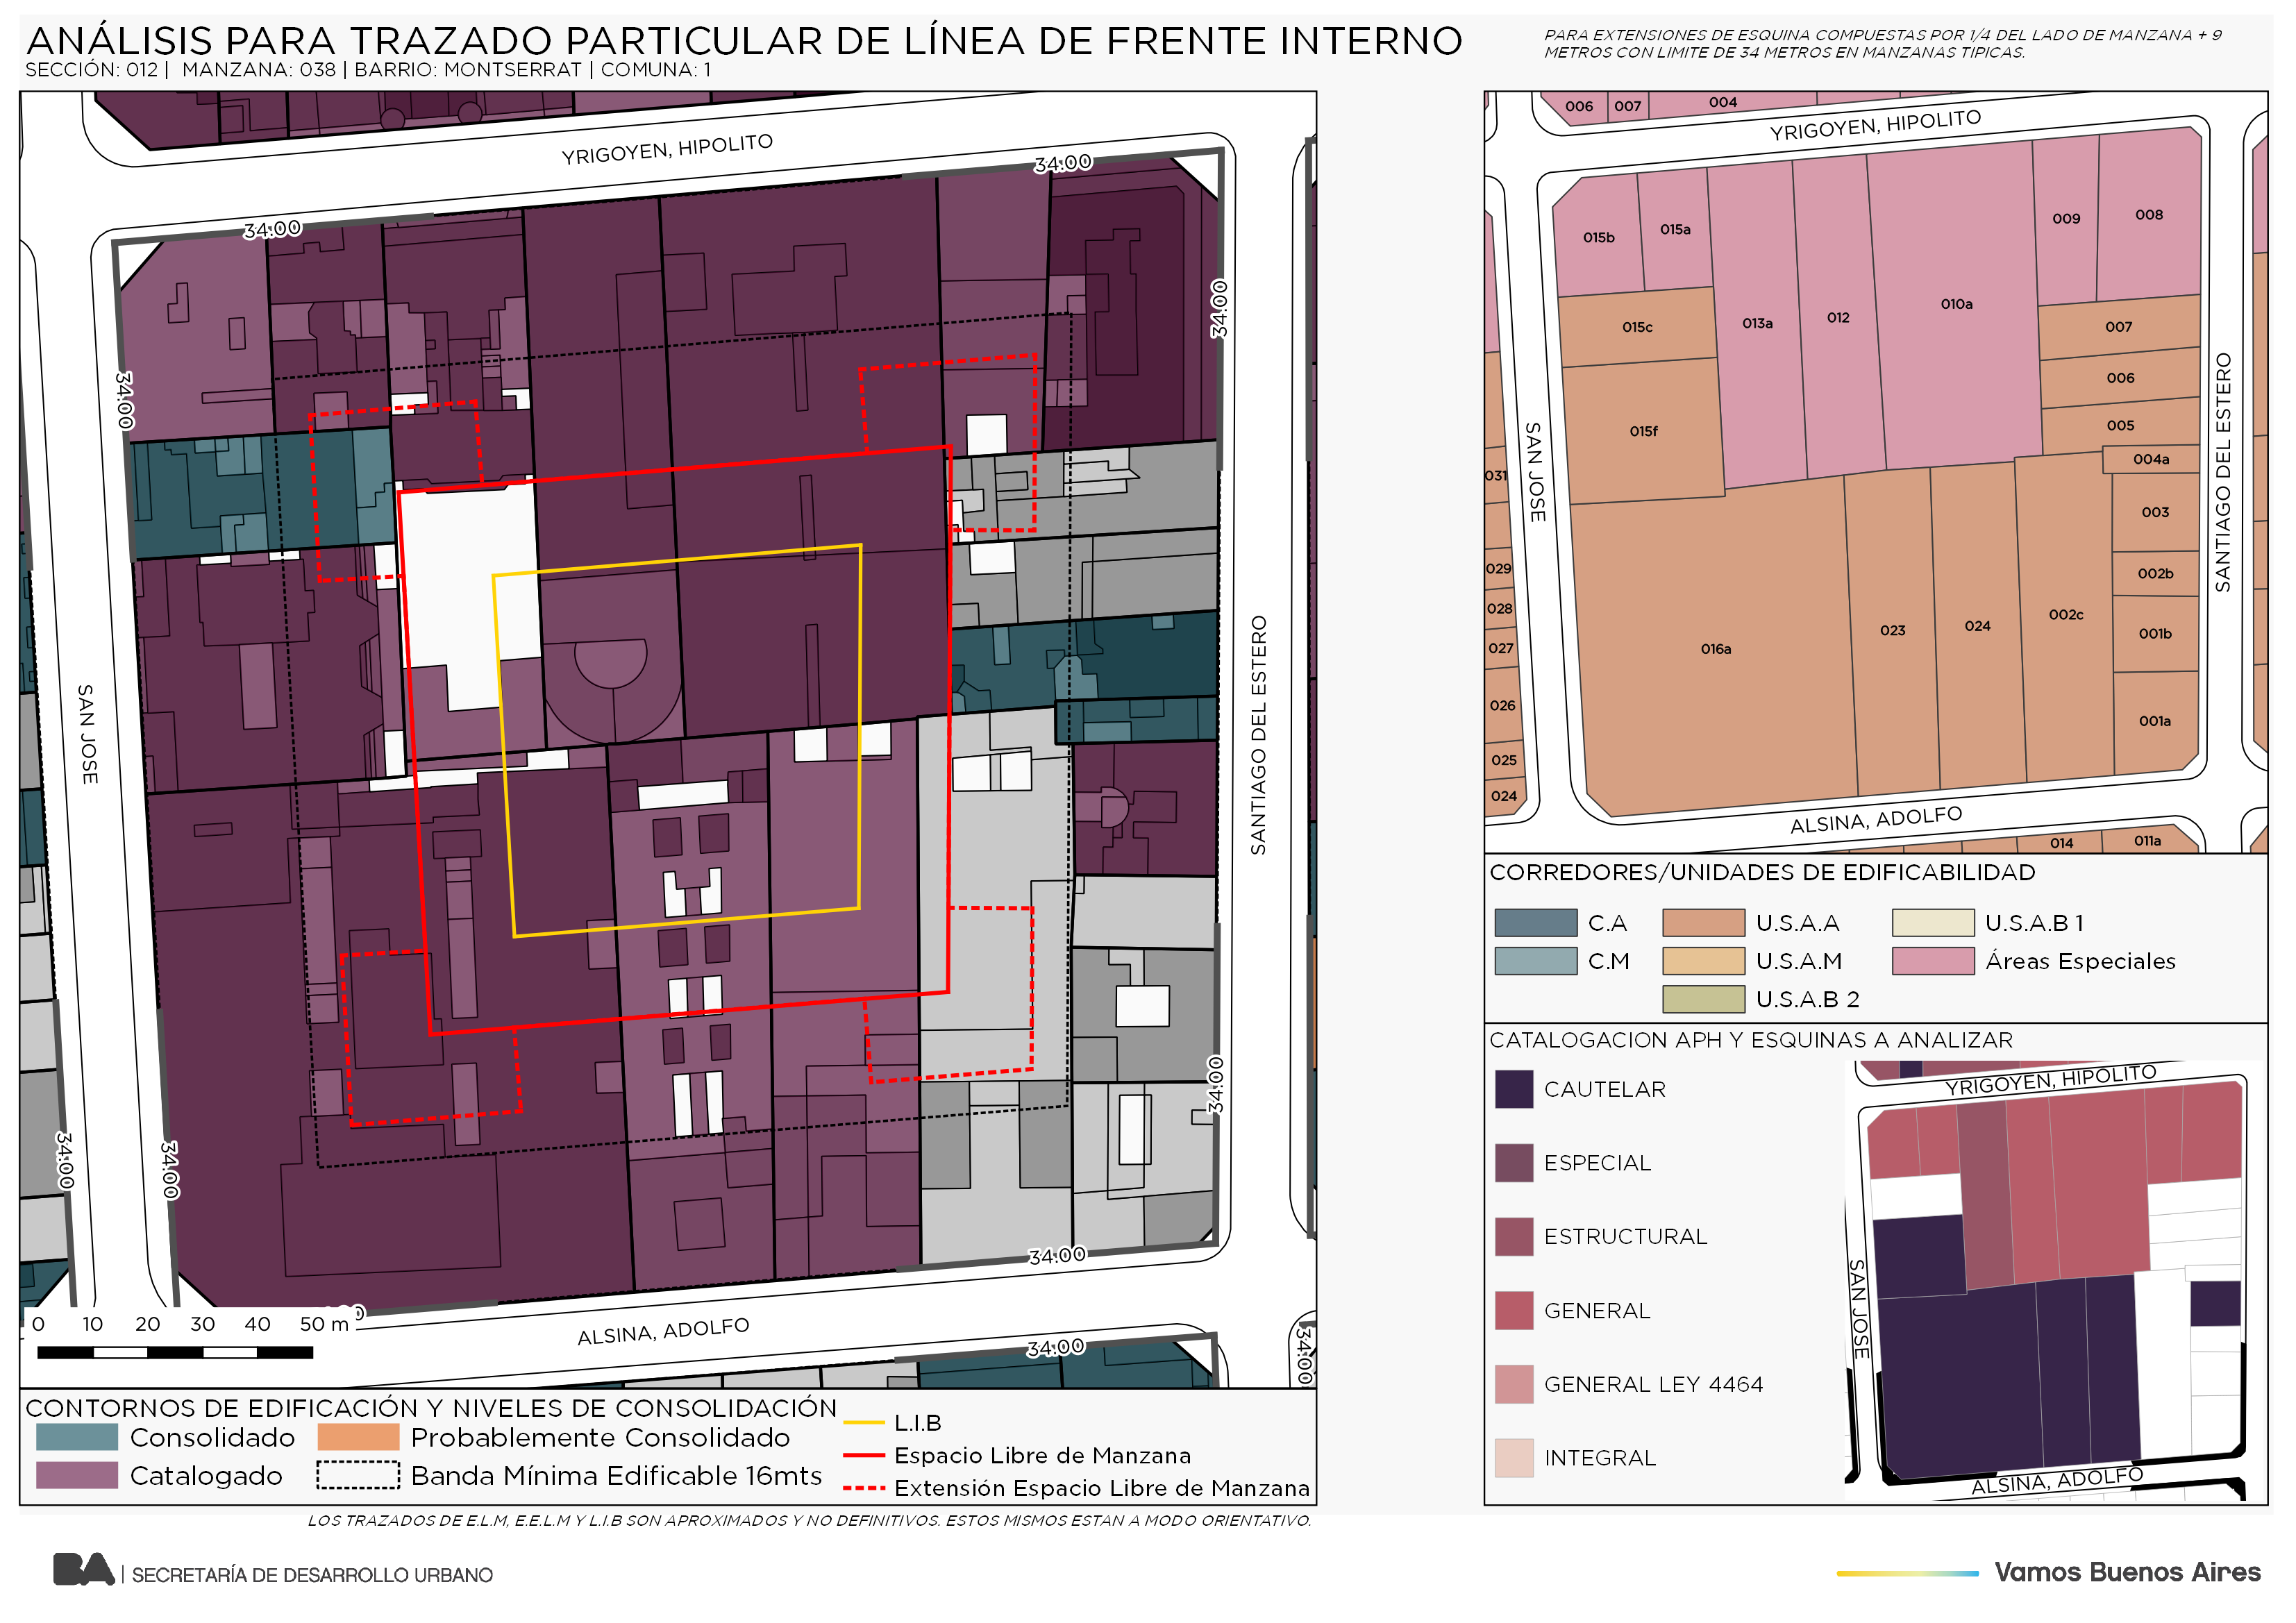 ANÁLISIS PARA TRAZADO PARTICULAR DE LÍNEA DE FRENTE INTERNO
SECCIÓN: 012 | MANZANA: 038 | BARRIO: MONTSERRAT | COMUNA: 1
PARA EXTENSIONES DE ESQUINA COMPUESTAS POR 1/4 DEL LADO DE MANZANA + 9
METROS CON LIMITE DE 34 METROS EN MANZANAS TIPICAS.
YRIGOYEN, HIPOLITO
34:00
34:00
34:00
34:00
SAN JOSE
SANTIAGO DEL ESTERO
34:00
34:00
34:00
34:00
ALSINA, ADOLFO
34:00
34:00
0 10 20 30 40 50 m
CONTORNOS DE EDIFICACIÓN Y NIVELES DE CONSOLIDACIÓN
Consolidado
Probablemente Consolidado
Catalogado
Banda Mínima Edificable 16mts
L.I.B
Espacio Libre de Manzana
Extensión Espacio Libre de Manzana
LOS TRAZADOS DE E.L.M, E.E.L.M Y L.I.B SON APROXIMADOS Y NO DEFINITIVOS. ESTOS MISMOS ESTAN A MODO ORIENTATIVO.
006 007 004
YRIGOYEN, HIPOLITO
015b 015a 009 008
015c 013a 012 010a 007
006
015f 005
004a
031 003
029 002b
028
027 016a 023 024 002c 001b
026 001a
025
024
SAN JOSE
SANTIAGO DEL ESTERO
ALSINA, ADOLFO
014 011a
CORREDORES/UNIDADES DE EDIFICABILIDAD
C.A U.S.A.A U.S.A.B 1
C.M U.S.A.M Áreas Especiales
U.S.A.B 2
CATALOGACION APH Y ESQUINAS A ANALIZAR
CAUTELAR
ESPECIAL
ESTRUCTURAL
GENERAL
GENERAL LEY 4464
INTEGRAL
YRIGOYEN, HIPOLITO
SAN JOSE
ALSINA, ADOLFO
BA | SECRETARÍA DE DESARROLLO URBANO
Vamos Buenos Aires